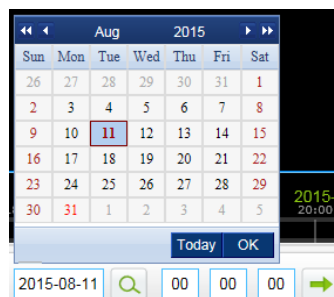 Aug 2015
Sun Mon Tue Wed Thu Fri Sat
26 27 28 29 30 31 1
2 3 4 5 6 7 8
9 10 11 12 13 14 15
16 17 18 19 20 21 22
23 24 25 26 27 28 29
30 31 1 2 3 4 5
2015-
20:00
Today OK
2015-08-11 00 00 00